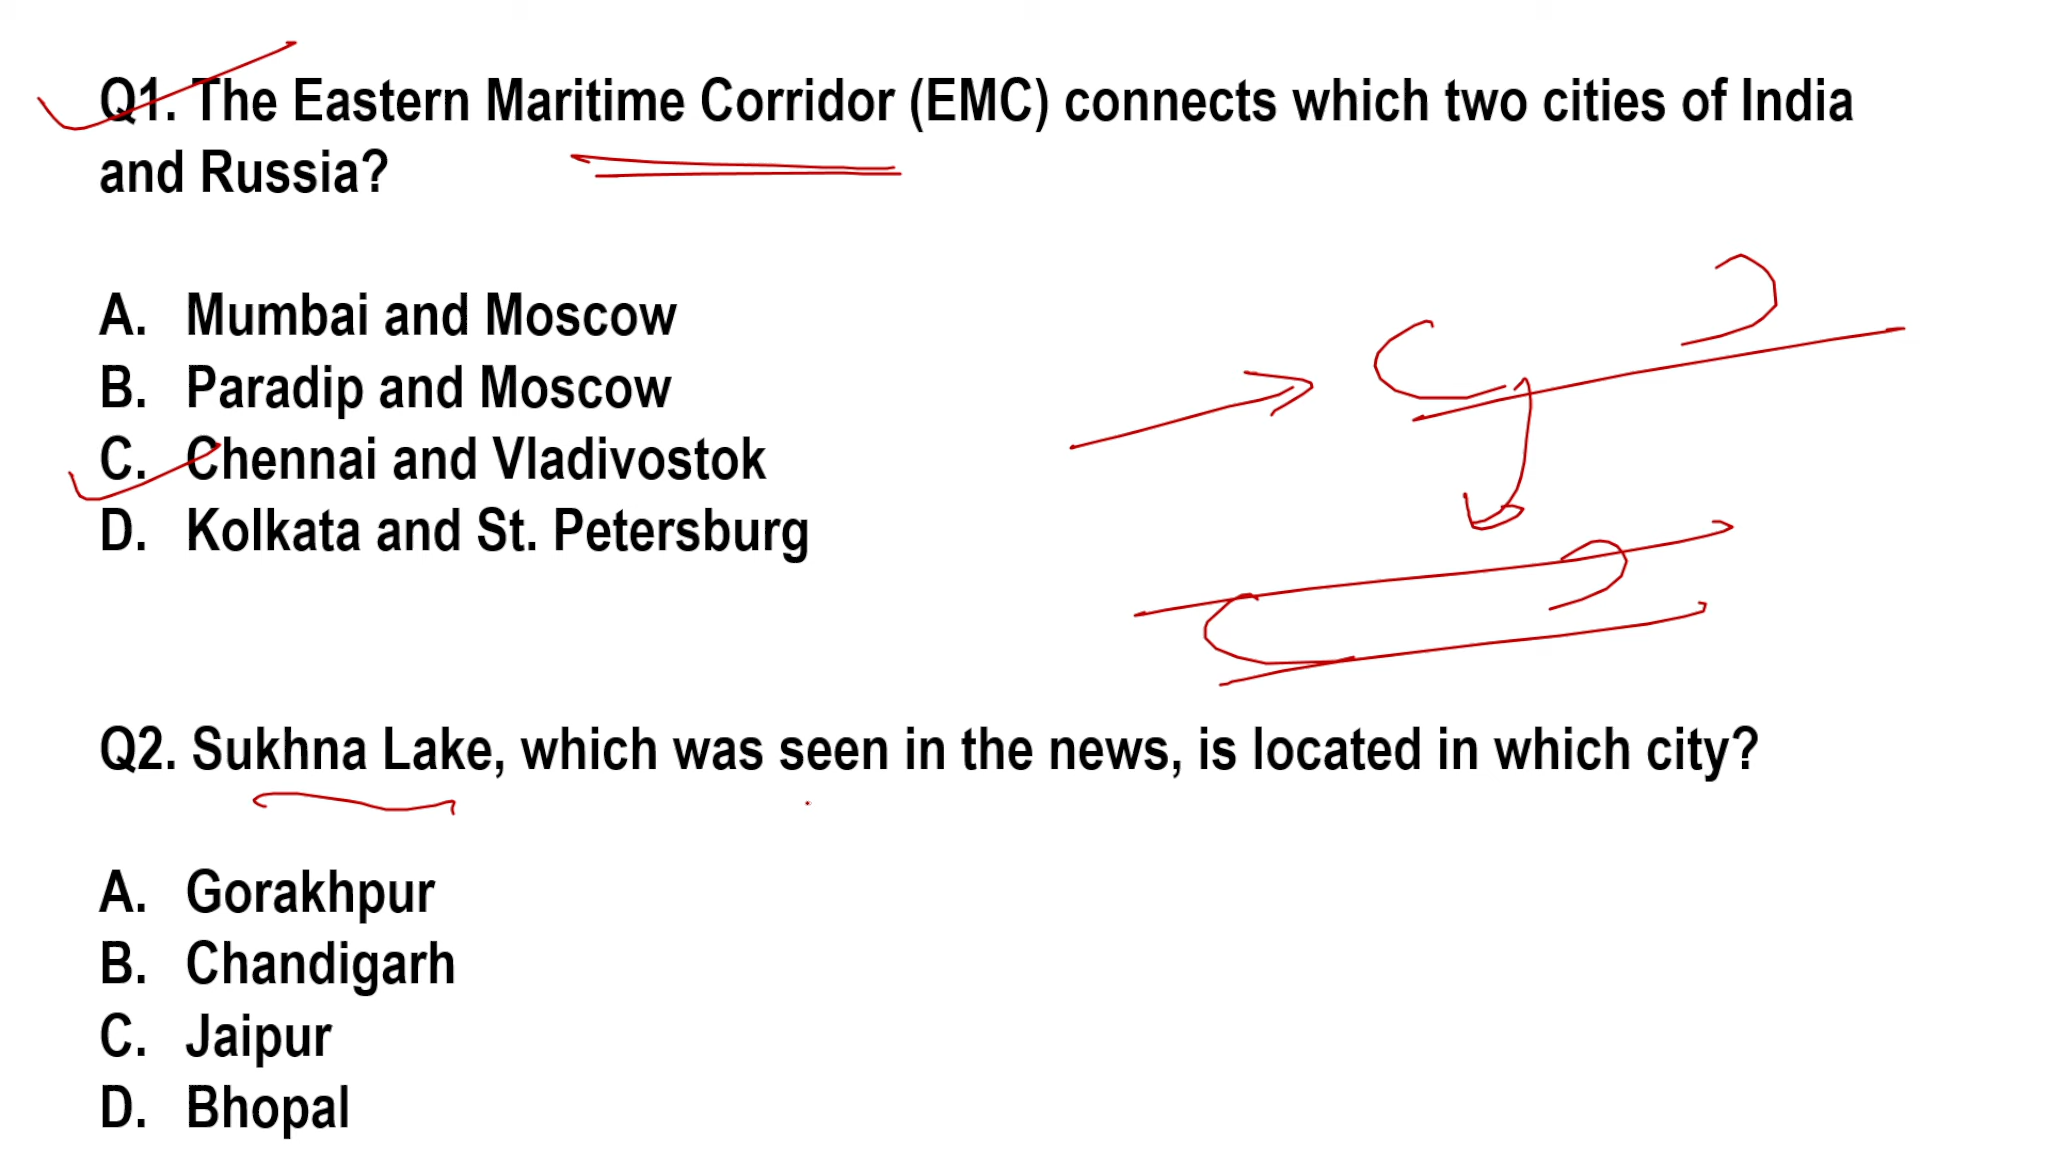 Q1. The Eastern Maritime Corridor (EMC) connects which two cities of India
and Russia?
A. Mumbai and Moscow
B. Paradip and Moscow
C. Chennai and Vladivostok
D. Kolkata and St. Petersburg
Q2. Sukhna Lake, which was seen in the news, is located in which city?
A. Gorakhpur
B. Chandigarh
C. Jaipur
D. Bhopal